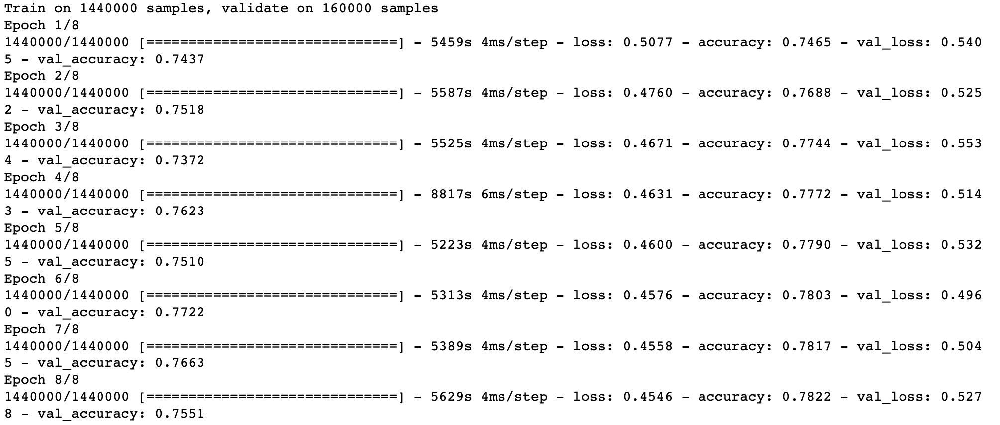 Train on 1440000 samples, validate on 160000 samples
Epoch 1/8
1440000/1440000 [==============================] - 5459s 4ms/step - loss: 0.5077 - accuracy: 0.7465 - val_loss: 0.540
5 - val_accuracy: 0.7437
Epoch 2/8
1440000/1440000 [==============================] - 5587s 4ms/step - loss: 0.4760 - accuracy: 0.7688 - val_loss: 0.525
2 - val_accuracy: 0.7518
Epoch 3/8
1440000/1440000 [==============================] - 5525s 4ms/step - loss: 0.4671 - accuracy: 0.7744 - val_loss: 0.553
4 - val_accuracy: 0.7372
Epoch 4/8
1440000/1440000 [==============================] - 8817s 6ms/step - loss: 0.4631 - accuracy: 0.7772 - val_loss: 0.514
3 - val_accuracy: 0.7623
Epoch 5/8
1440000/1440000 [==============================] - 5223s 4ms/step - loss: 0.4600 - accuracy: 0.7790 - val_loss: 0.532
5 - val_accuracy: 0.7510
Epoch 6/8
1440000/1440000 [==============================] - 5313s 4ms/step - loss: 0.4576 - accuracy: 0.7803 - val_loss: 0.496
0 - val_accuracy: 0.7722
Epoch 7/8
1440000/1440000 [==============================] - 5389s 4ms/step - loss: 0.4558 - accuracy: 0.7817 - val_loss: 0.504
5 - val_accuracy: 0.7663
Epoch 8/8
1440000/1440000 [==============================] - 5629s 4ms/step - loss: 0.4546 - accuracy: 0.7822 - val_loss: 0.527
8 - val_accuracy: 0.7551